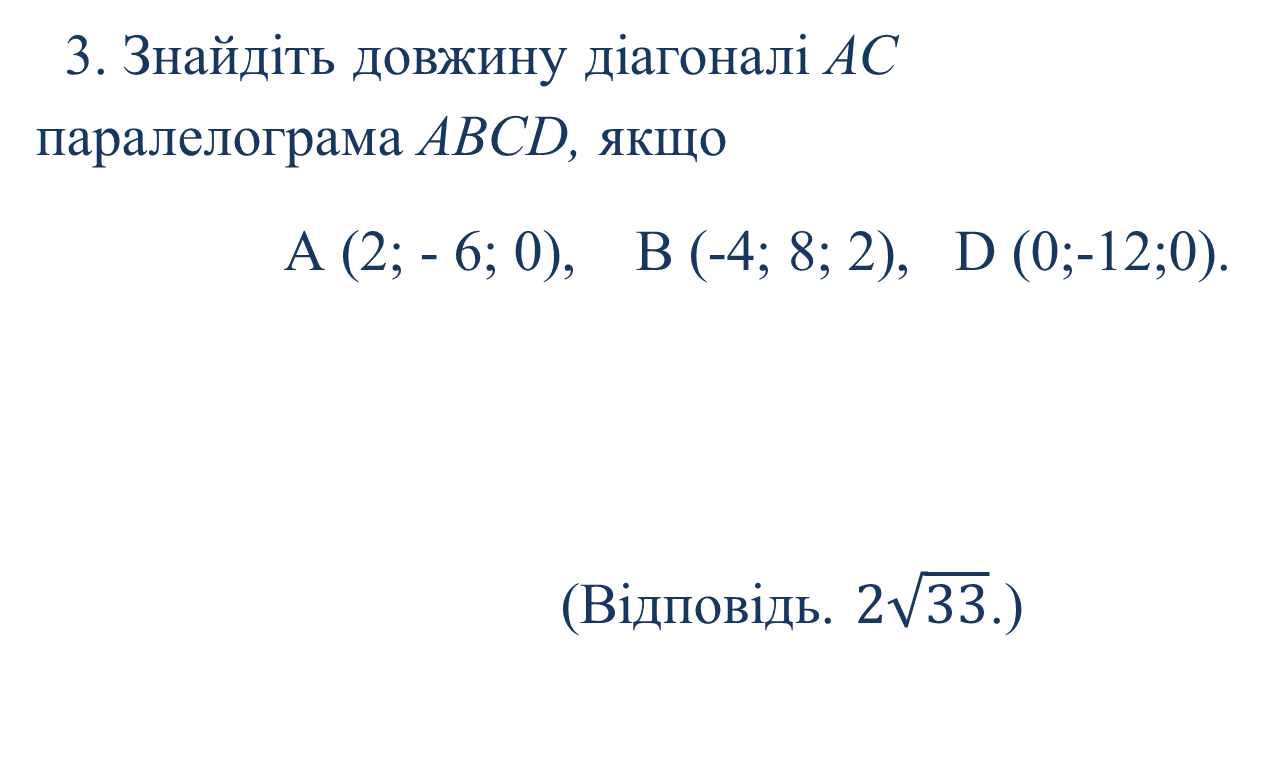 3. Знайдіть довжину діагоналі AC
паралелограма ABCD, якщо
A (2; - 6; 0), B (-4; 8; 2), D (0;-12;0).
(Відповідь. 2√33.)